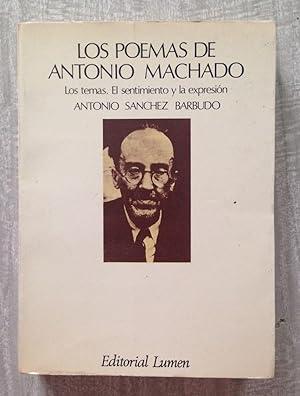 LOS POEMAS DE
ANTONIO MACHADO
Los temas. El sentimiento y la expresión
ANTONIO SANCHEZ BARBUDO
Editorial Lumen